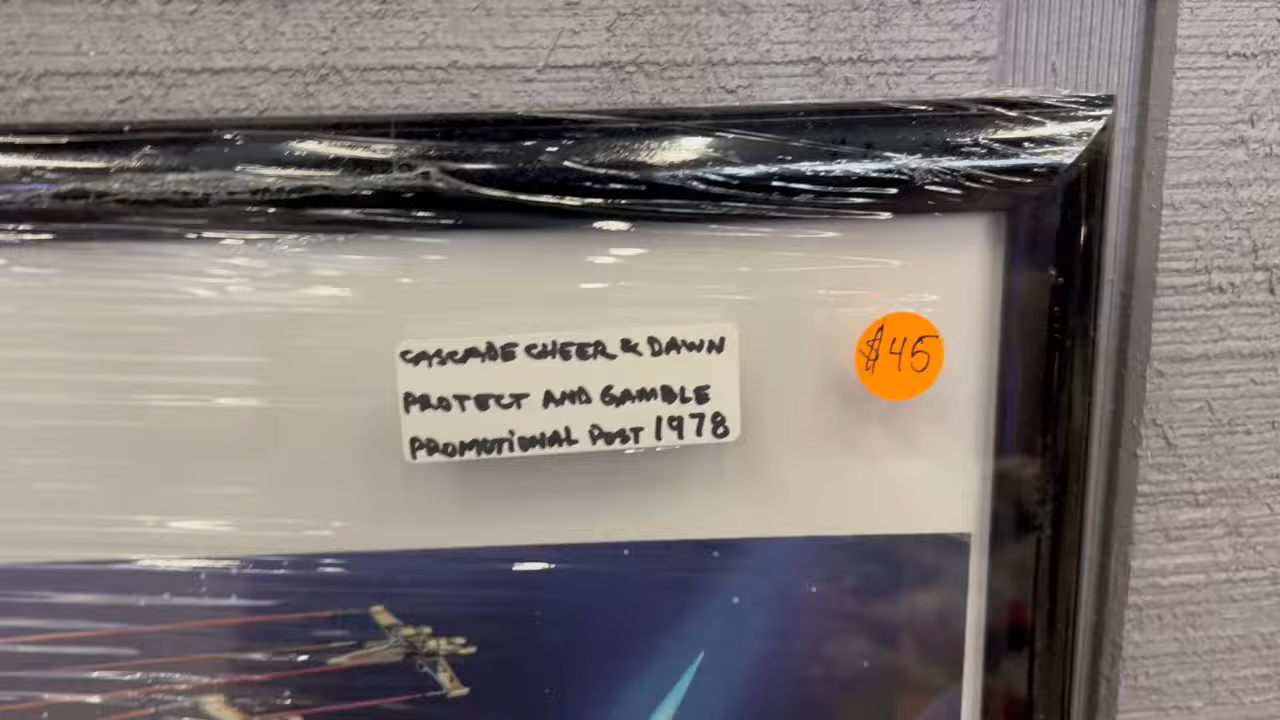 CASCADE CHEER & DAWN
PROTECT AND GAMBLE
PROMOTIONAL POST 1978
$45